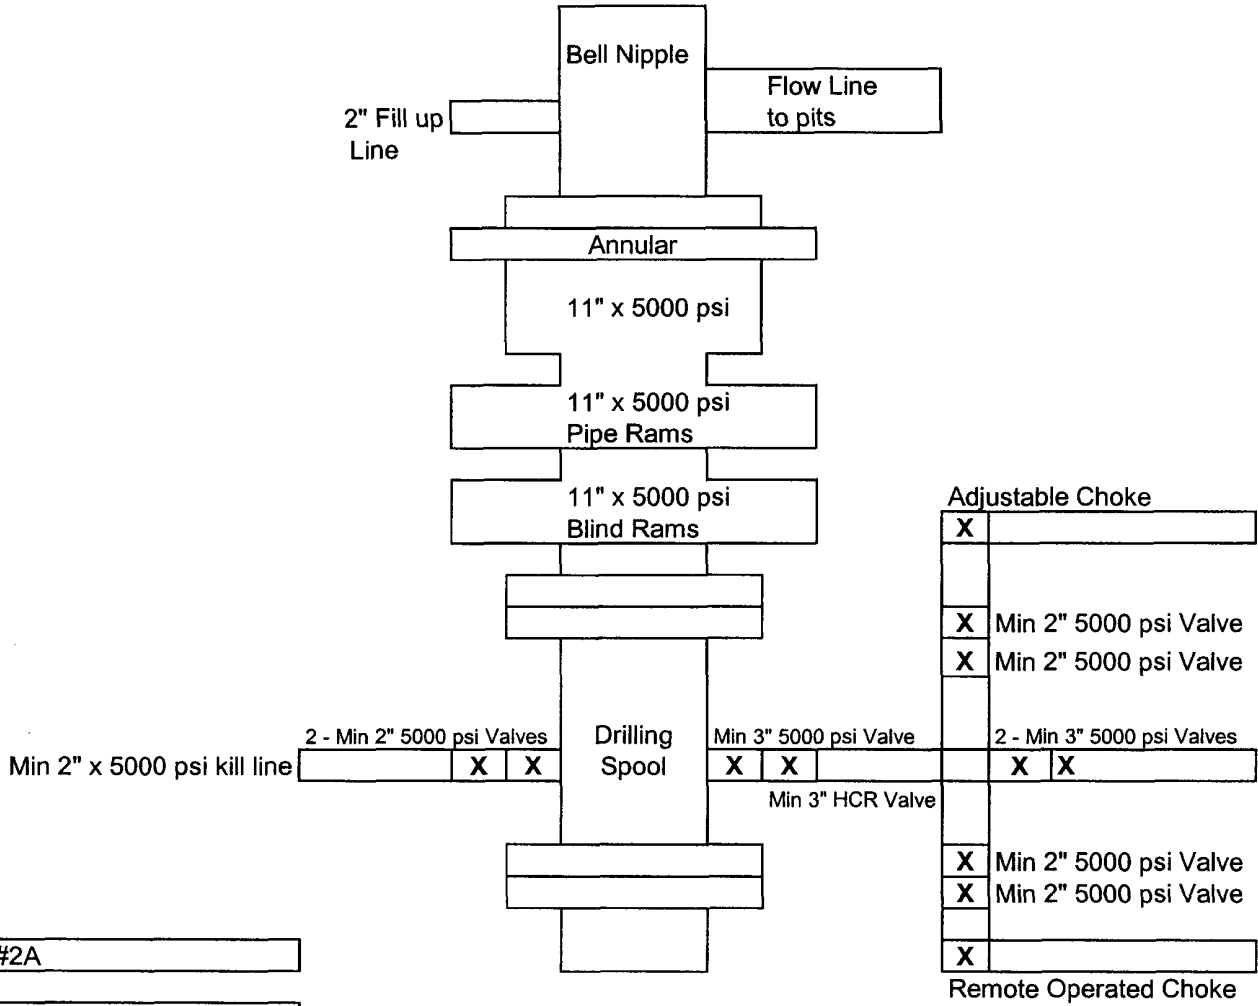 Bell Nipple
Flow Line
to pits
2" Fill up
Line
Annular
11" x 5000 psi
11" x 5000 psi
Pipe Rams
11" x 5000 psi
Blind Rams
Adjustable Choke
X
X Min 2" 5000 psi Valve
X Min 2" 5000 psi Valve
2 - Min 2" 5000 psi Valves
Drilling
Spool
Min 3" 5000 psi Valve
2 - Min 3" 5000 psi Valves
Min 2" x 5000 psi kill line
X X
X X
X X
Min 3" HCR Valve
X Min 2" 5000 psi Valve
X Min 2" 5000 psi Valve
#2A
X
Remote Operated Choke